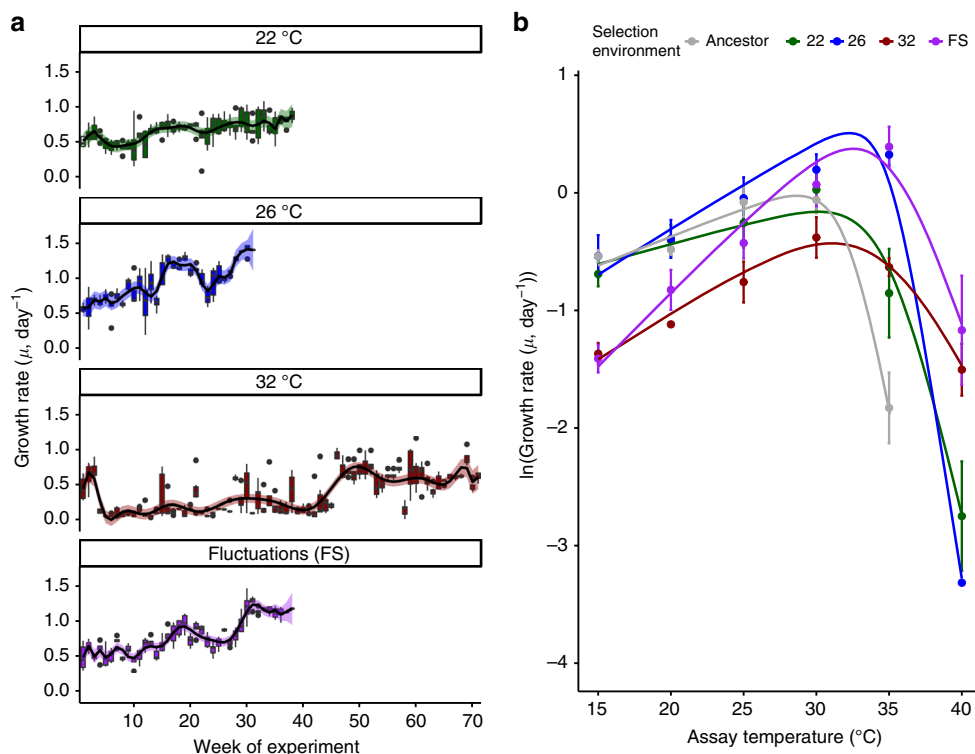 a
22 °C
1.5
1.0
0.5
0.0
26 °C
1.5
1.0
0.5
0.0
32 °C
1.5
1.0
0.5
0.0
Fluctuations (FS)
1.5
1.0
0.5
0.0
10 20 30 40 50 60 70
Week of experiment
Growth rate (μ, day⁻¹)
b
Selection environment
Ancestor 22 26 32 FS
1
0
−1
−2
−3
−4
15 20 25 30 35 40
Assay temperature (°C)
ln(Growth rate (μ, day⁻¹))